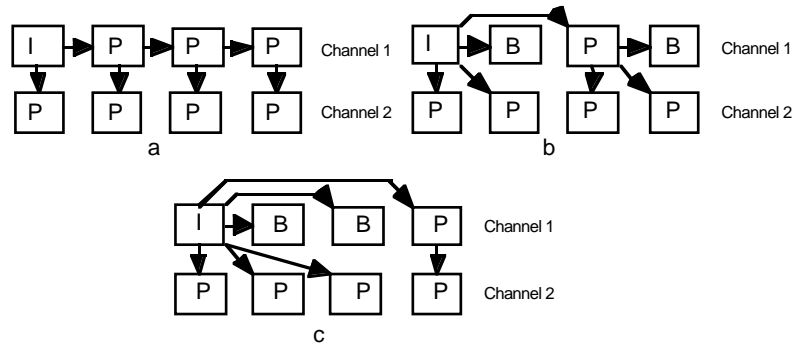 I P P P Channel 1
P P P P Channel 2
a
I B P B Channel 1
P P P P Channel 2
b
I B B P Channel 1
P P P P Channel 2
c